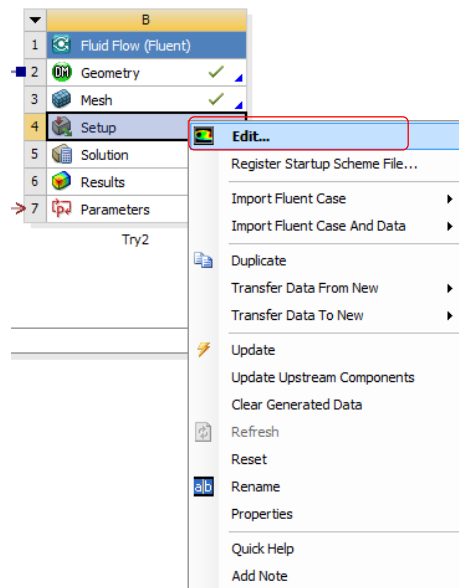 B
1 Fluid Flow (Fluent)
2 DM Geometry
3 Mesh
4 Setup
5 Solution
6 Results
7 Parameters
Try2
Edit...
Register Startup Scheme File...
Import Fluent Case
Import Fluent Case And Data
Duplicate
Transfer Data From New
Transfer Data To New
Update
Update Upstream Components
Clear Generated Data
Refresh
Reset
ab Rename
Properties
Quick Help
Add Note